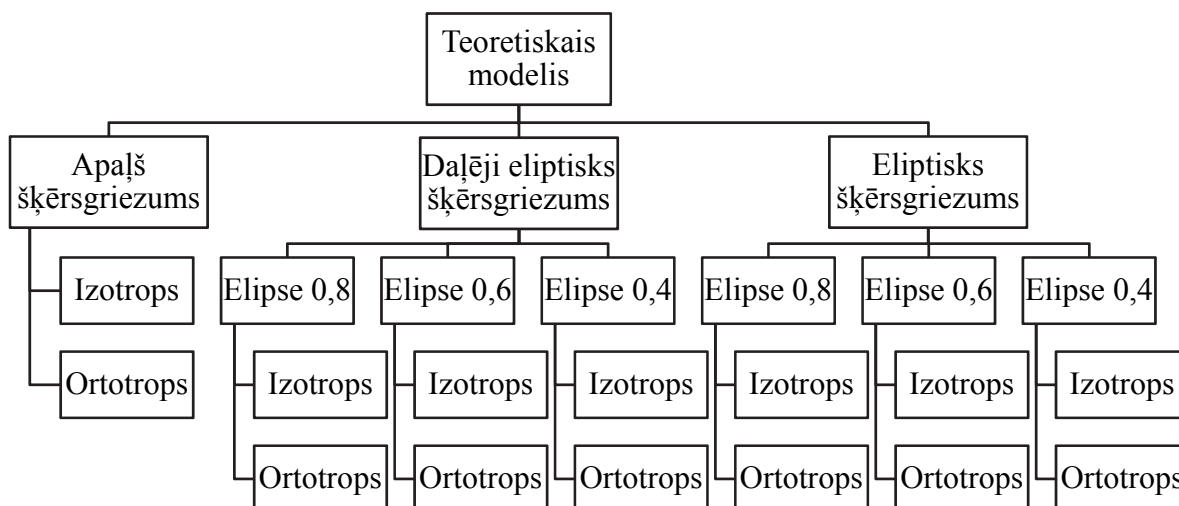 Teoretiskais
modelis
Apaļš
šķērsgriezums
Daļēji eliptisks
šķērsgriezums
Eliptisks
šķērsgriezums
Izotrops
Ortotrops
Elipse 0,8
Elipse 0,6
Elipse 0,4
Elipse 0,8
Elipse 0,6
Elipse 0,4
Izotrops
Izotrops
Izotrops
Izotrops
Izotrops
Izotrops
Ortotrops
Ortotrops
Ortotrops
Ortotrops
Ortotrops
Ortotrops